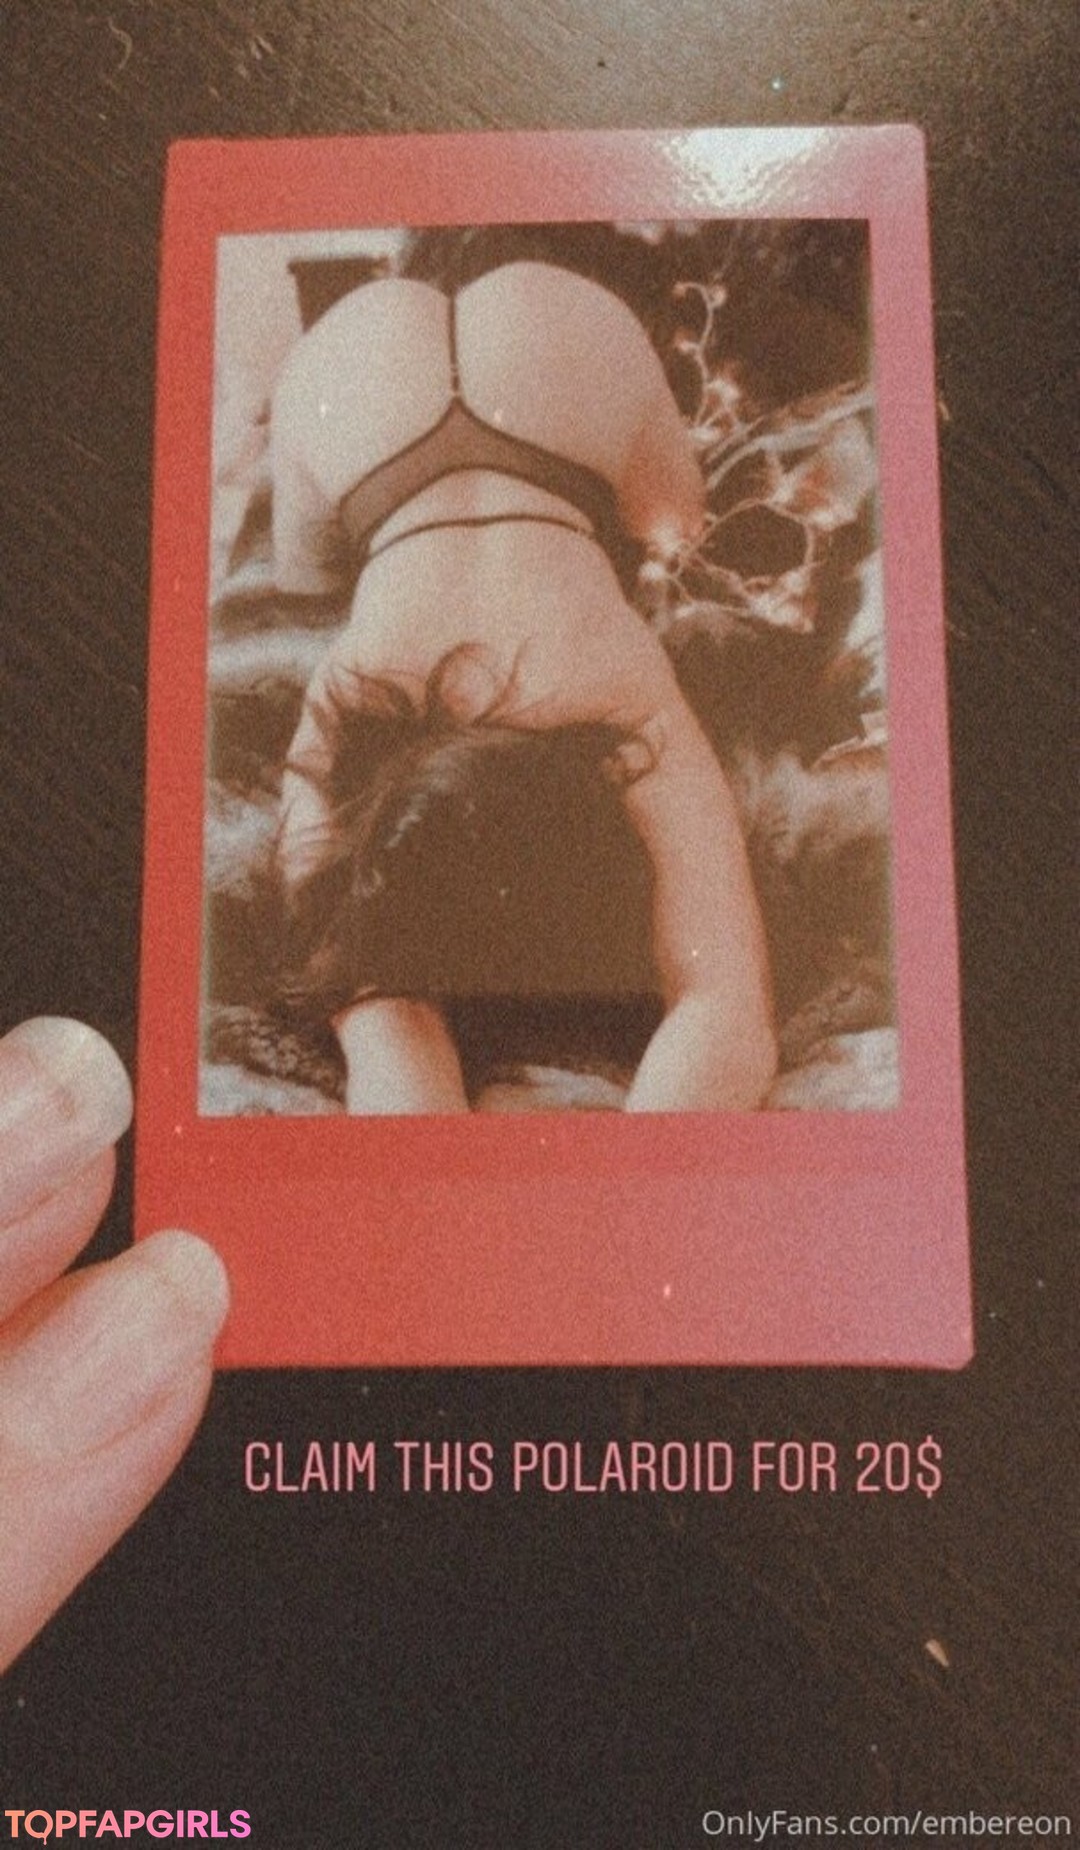 CLAIM THIS POLAROID FOR 20$
TOPFAPGIRLS
OnlyFans.com/embereon